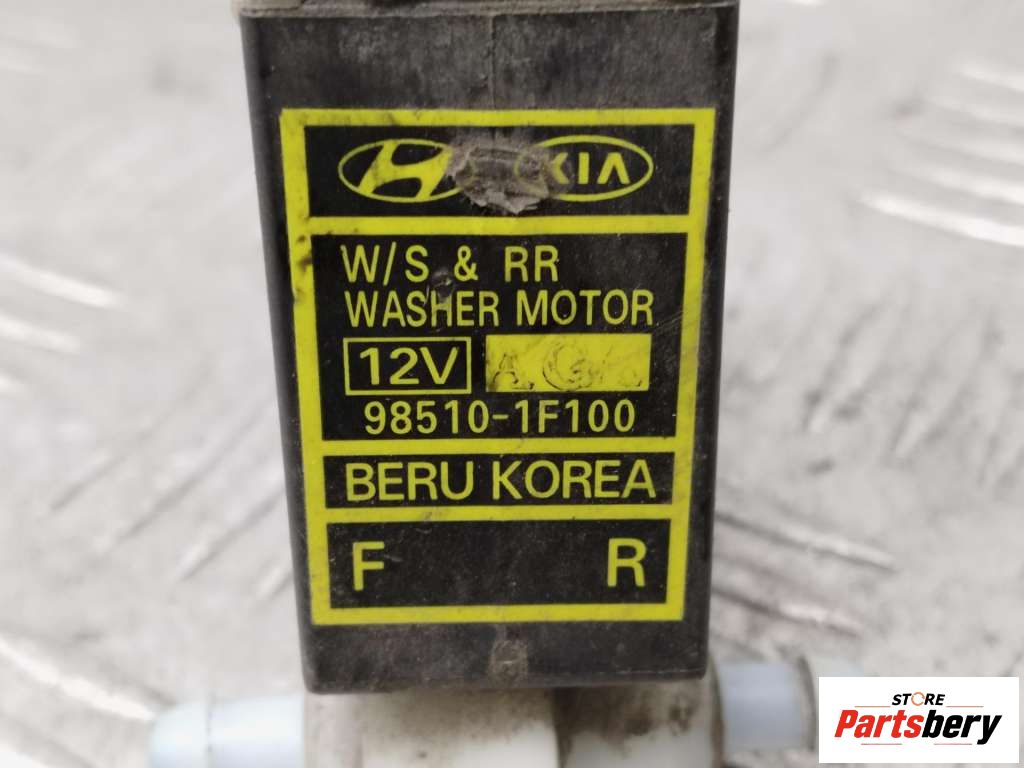 KIA
W/S & RR
WASHER MOTOR
12V
98510-1F100
BERU KOREA
F R
STORE
Partsbery